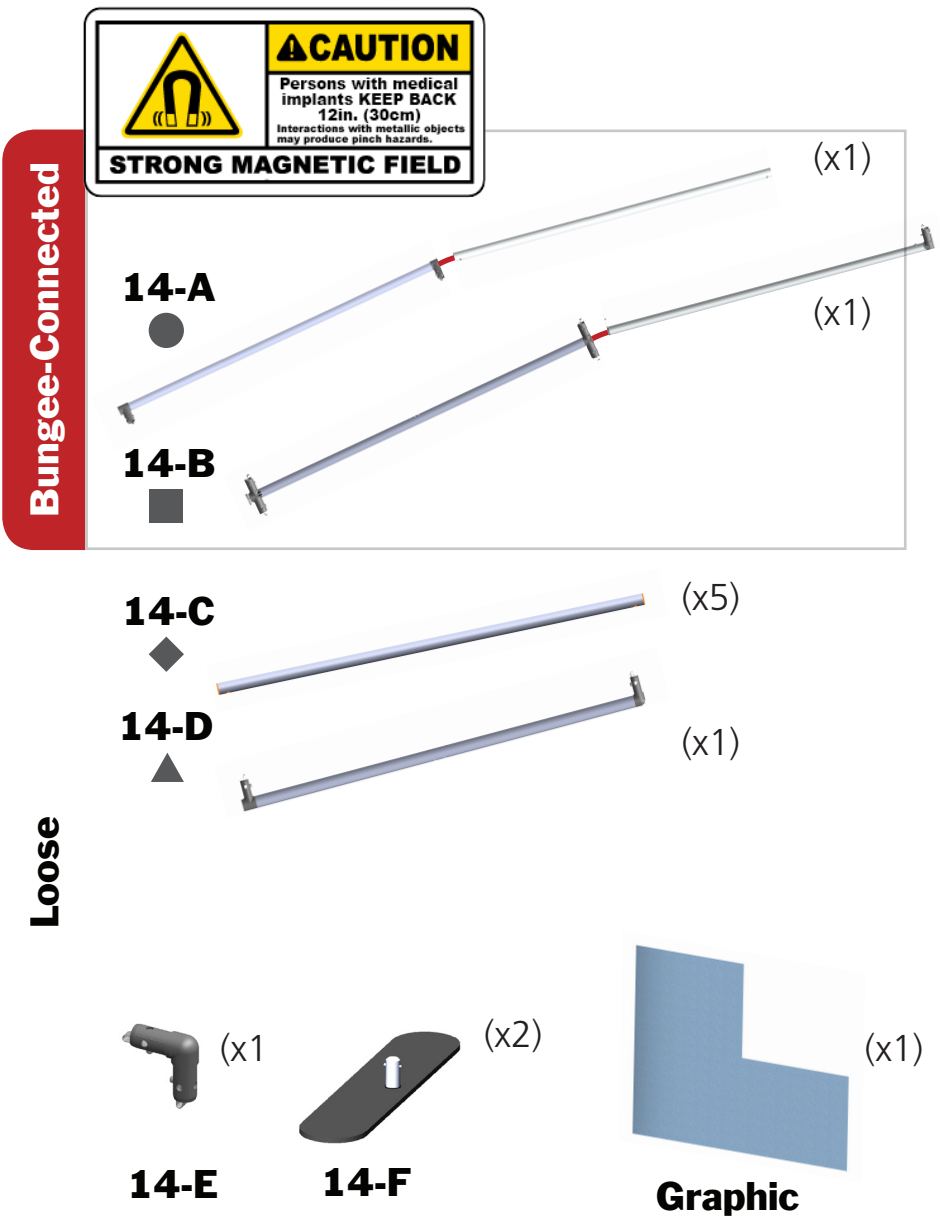 CAUTION
Persons with medical
implants KEEP BACK
12in. (30cm)
Interactions with metallic objects
may produce pinch hazards.
STRONG MAGNETIC FIELD
Bungee-Connected
(x1)
14-A
(x1)
14-B
14-C
(x5)
14-D
(x1)
Loose
(x1
(x2)
(x1)
14-E
14-F
Graphic